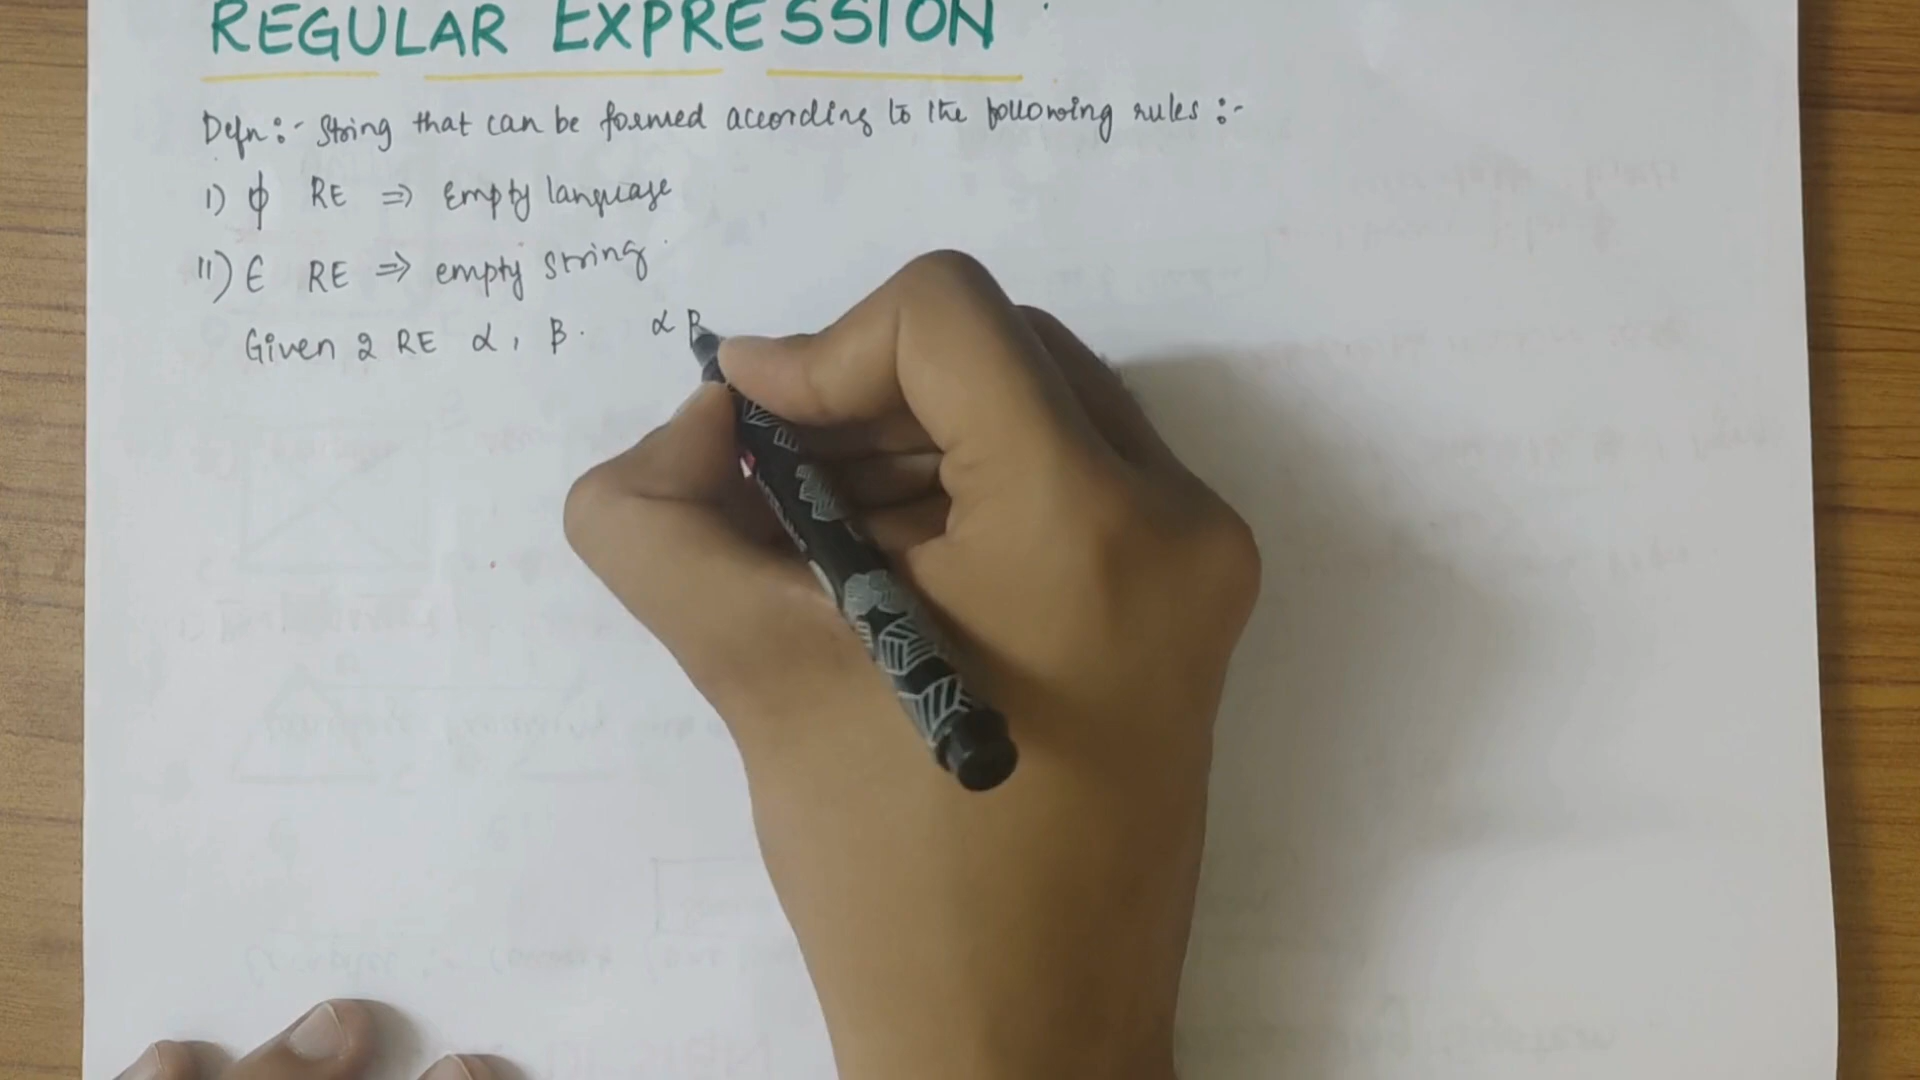 REGULAR EXPRESSION
Defn:- String that can be formed according to the following rules :-
I) ϕ RE ⇒ Empty language
II) ∈ RE ⇒ empty string.
Given 2 RE α, β. α β